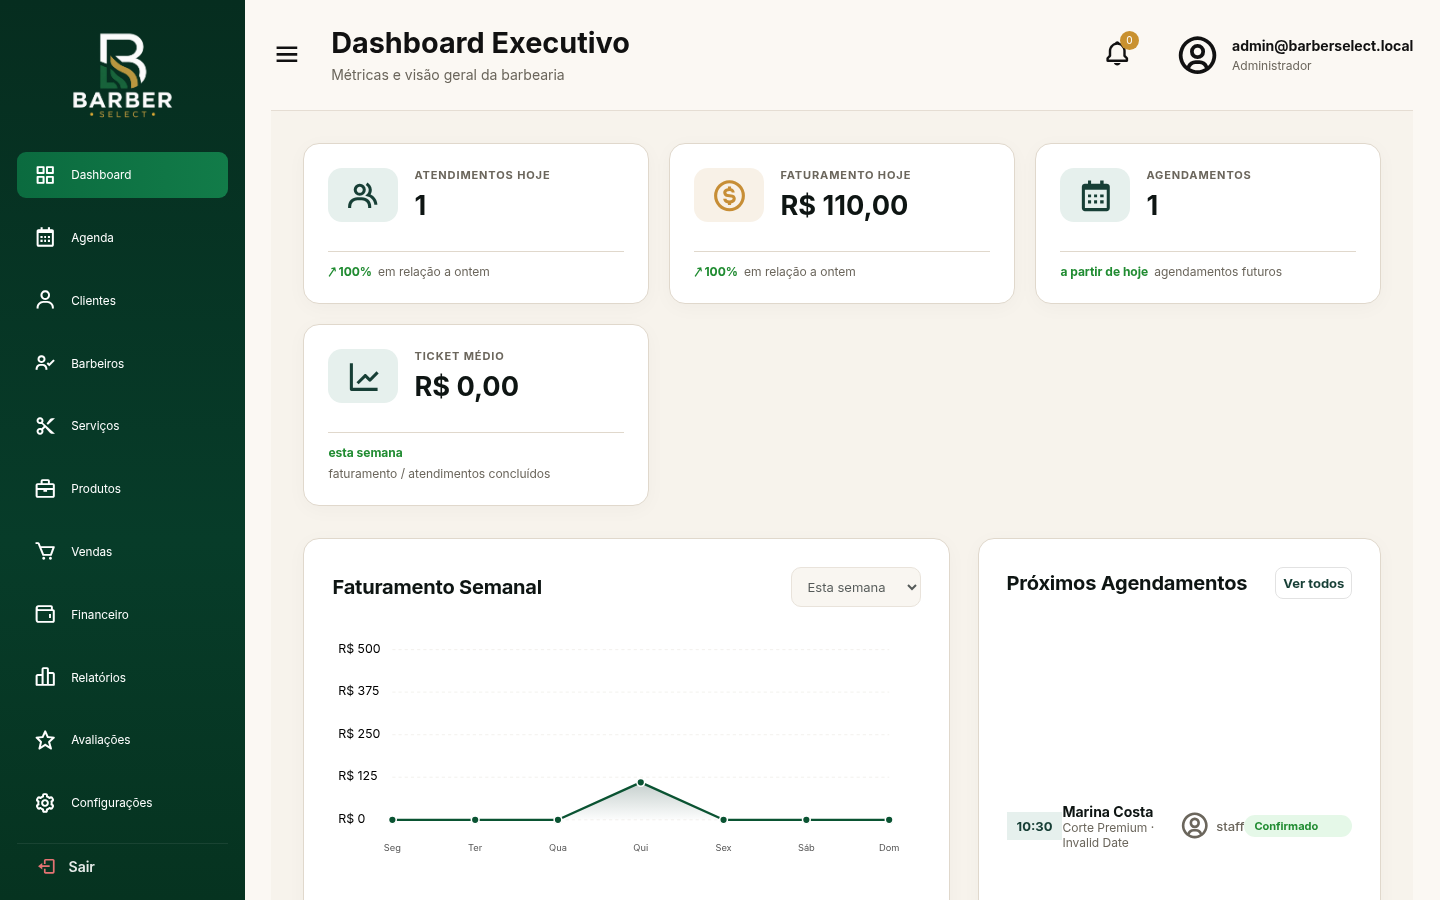 BARBER
SELECT
Dashboard
Agenda
Clientes
Barbeiros
Serviços
Produtos
Vendas
Financeiro
Relatórios
Avaliações
Configurações
Sair
Dashboard Executivo
Métricas e visão geral da barbearia
0
admin@barberselect.local
Administrador
ATENDIMENTOS HOJE
1
↗ 100% em relação a ontem
FATURAMENTO HOJE
R$ 110,00
↗ 100% em relação a ontem
AGENDAMENTOS
1
a partir de hoje agendamentos futuros
TICKET MÉDIO
R$ 0,00
esta semana
faturamento / atendimentos concluídos
Faturamento Semanal
Esta semana
R$ 500
R$ 375
R$ 250
R$ 125
R$ 0
Seg Ter Qua Qui Sex Sáb Dom
Próximos Agendamentos
Ver todos
10:30
Marina Costa
Corte Premium ·
Invalid Date
staff
Confirmado